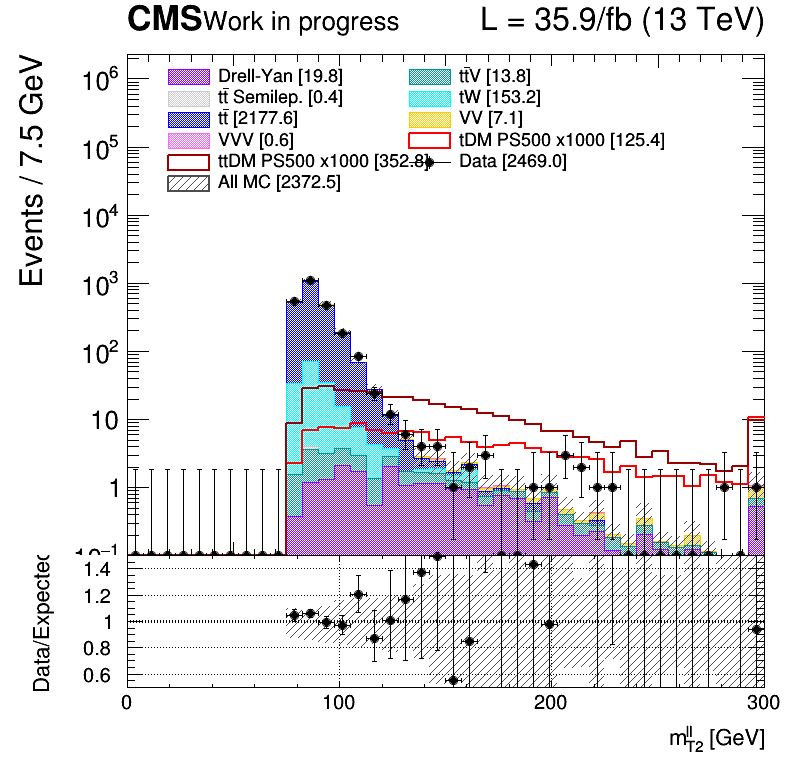 CMS Work in progress L = 35.9/fb (13 TeV)
Events / 7.5 GeV
Drell-Yan [19.8] tt̄V [13.8]
tt̄ Semilep. [0.4] tW [153.2]
tt̄ [2177.6] VV [7.1]
VVV [0.6] tDM PS500 x1000 [125.4]
ttDM PS500 x1000 [352.8] Data [2469.0]
All MC [2372.5]
10⁶
10⁵
10⁴
10³
10²
10
1
10⁻¹
Data/Expected
1.4
1.2
1
0.8
0.6
0 100 200 300
m_T2^ll [GeV]